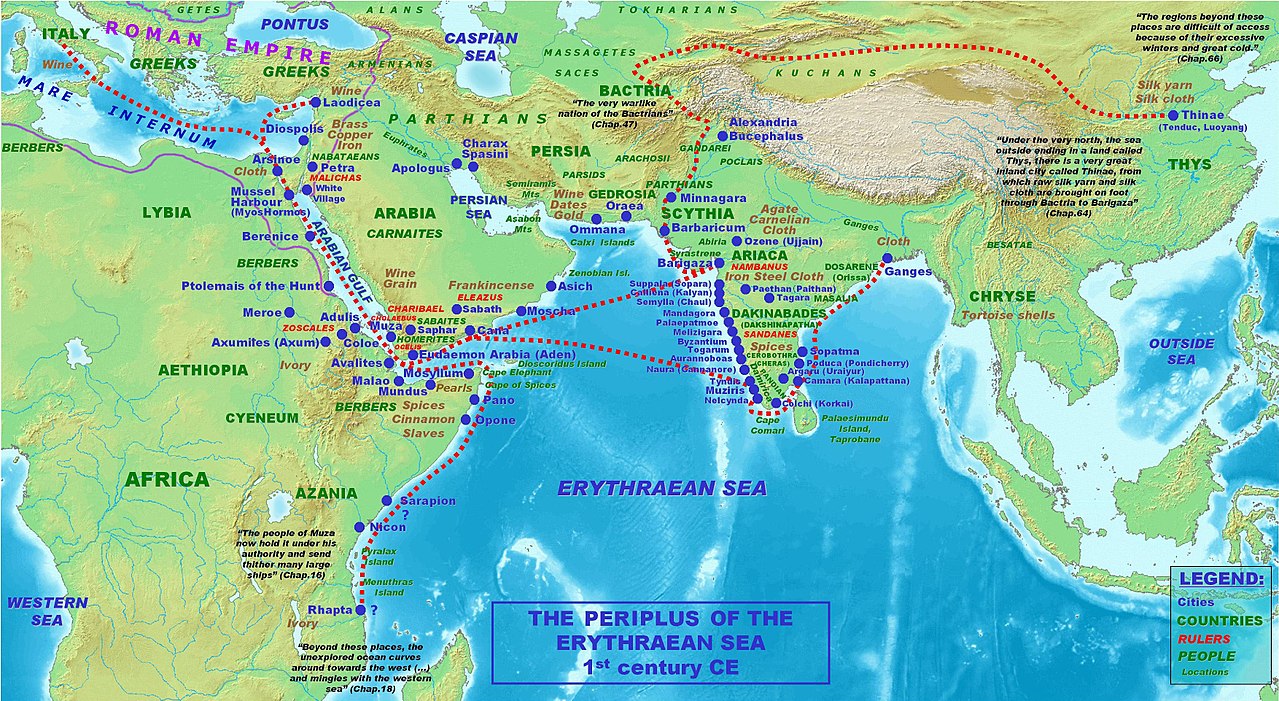 GETES
ALANS
TOKHARIANS
"The regions beyond these
places are difficult of access
because of their excessive
winters and great cold."
(Chap.66)
ITALY
ROMAN EMPIRE
PONTUS
CASPIAN
SEA
Wine
GREEKS
GREEKS
ARMENIANS
MASSAGETES
SACES
KUCHANS
MARE INTERNUM
Wine
Laodicea
BACTRIA
"The very warlike
nation of the Bactrians"
(Chap.47)
Silk yarn
Silk cloth
Thinae
(Tenduc, Luoyang)
PARTHIANS
Diospolis
Brass
Copper
Iron
Euphrates
Alexandria
Bucephalus
"Under the very north, the sea
outside ending in a land called
Thys, there is a very great
inland city called Thinae, from
which raw silk yarn and silk
cloth are brought on foot
through Bactria to Barigaza"
(Chap.64)
THYS
BERBERS
Arsinoe
Cloth
NABATAEANS
Petra
MALICHAS
Charax
Spasini
Apologus
PERSIA
ARACHOSII
GANDAREI
POCLAIS
PARSIDS
Mussel
Harbour
(MyosHormos)
White
Village
Semiramis
Mts
PERSIAN
SEA
Wine
Dates
Gold
GEDROSIA
PARTHIANS
Minnagara
Oraea
SCYTHIA
LYBIA
ARABIA
CARNAITES
Asabon
Mts
Ommana
Calxi Islands
Barbaricum
Agate
Carnelian
Cloth
Ganges
Berenice
ARABIAN GULF
Abiria
Ozene (Ujjain)
Cloth
BESATAE
BERBERS
Syrastrene
ARIACA
NAMBANUS
Barigaza
DOSARENE
(Orissa)
Ganges
Ptolemais of the Hunt
Wine
Grain
Frankincense
ELEAZUS
Zenobian Isl.
Asich
Iron Steel Cloth
Suppala (Sopara)
Calliena (Kalyan)
Semylla (Chaul)
Paethan (Paithan)
Tagara
MASALIA
CHRYSE
Tortoise shells
Meroe
CHARIBAEL
Sabath
Moscha
Mandagora
DAKINABADES
(DAKSHINAPATHA)
Adulis
ZOSCALES
CHOLAEBUS
Muza
SABAITES
Saphar
Cana
Palaepatmoe
Melizigara
SANDANES
Axumites (Axum)
Coloe
HOMERITES
OCELIS
Byzantium
Togarum
Spices
OUTSIDE
SEA
Avalites
Eudaemon Arabia (Aden)
Dioscoridus Island
Aurannoboas
CEROBOTHRA
(CHERAS)
Sopatma
Poduca (Pondicherry)
AETHIOPIA
Ivory
Mosyllum
Cape Elephant
Naura (Cannanore)
Argaru (Uraiyur)
Malao
Mundus
Pearls
Cape of Spices
Tyndis
Muziris
Camara (Kalapattana)
CYENEUM
BERBERS
Spices
Cinnamon
Slaves
Pano
Opone
Nelcynda
Colchi (Korkai)
Cape
Comari
Palaesimundu
Island,
Taprobane
AFRICA
AZANIA
ERYTHRAEAN SEA
Sarapion
?
Nicon
"The people of Muza
now hold it under his
authority and send
thither many large
ships" (Chap.16)
Pyralax
Island
Menuthras
Island
WESTERN
SEA
Rhapta
?
Ivory
"Beyond these places, the
unexplored ocean curves
around towards the west (...)
and mingles with the western
sea" (Chap.18)
THE PERIPLUS OF THE
ERYTHRAEAN SEA
1st century CE
LEGEND:
Cities
COUNTRIES
RULERS
PEOPLE
Locations